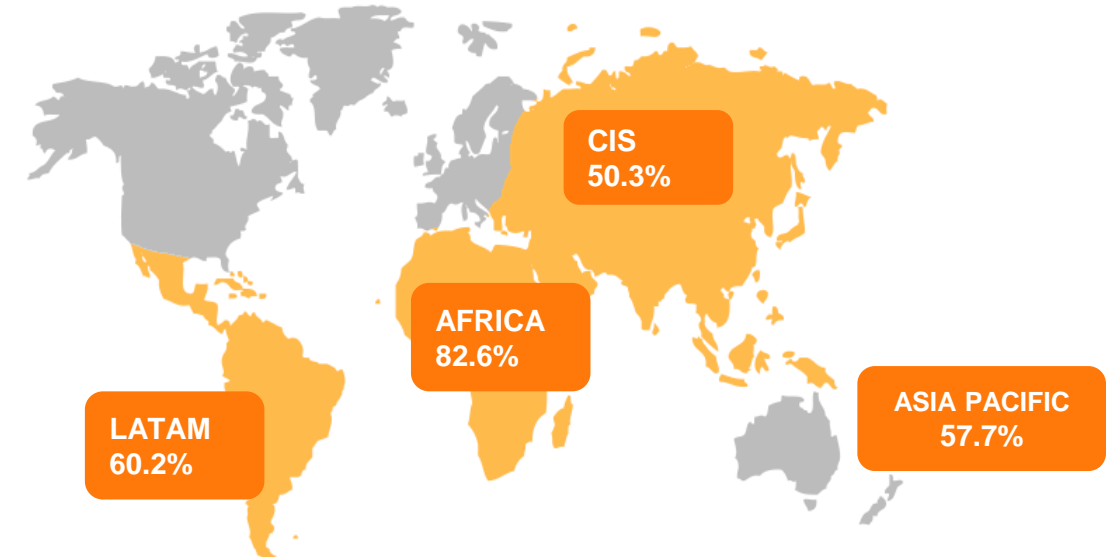 CIS
50.3%
AFRICA
82.6%
LATAM
60.2%
ASIA PACIFIC
57.7%